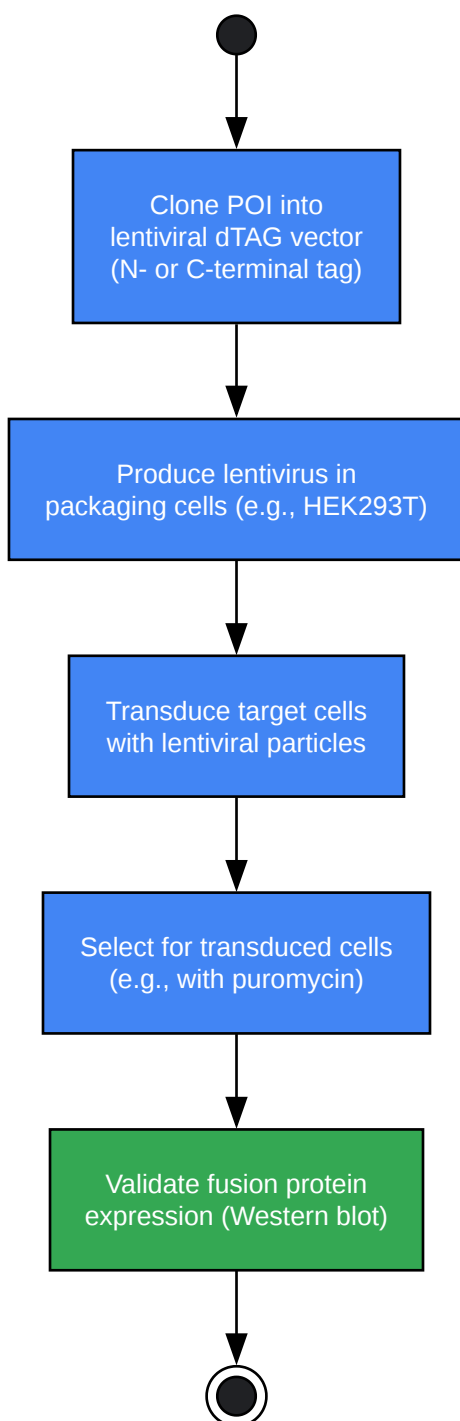 Clone POI into
lentiviral dTAG vector
(N- or C-terminal tag)
Produce lentivirus in
packaging cells (e.g., HEK293T)
Transduce target cells
with lentiviral particles
Select for transduced cells
(e.g., with puromycin)
Validate fusion protein
expression (Western blot)